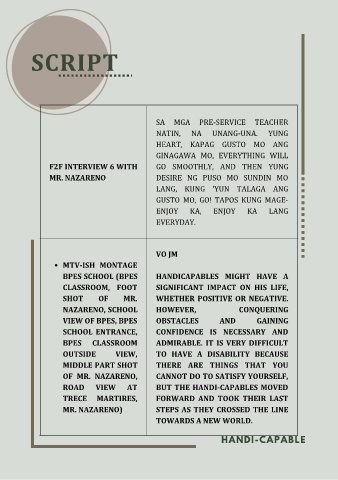 SCRIPT
F2F INTERVIEW 6 WITH
MR. NAZARENO
SA MGA PRE-SERVICE TEACHER
NATIN, NA UNANG-UNA. YUNG
HEART, KAPAG GUSTO MO ANG
GINAGAWA MO, EVERYTHING WILL
GO SMOOTHLY, AND THEN YUNG
DESIRE NG PUSO MO SUNDIN MO
LANG, KUNG 'YUN TALAGA ANG
GUSTO MO, GO! TAPOS KUNG MAGE-
ENJOY KA, ENJOY KA LANG
EVERYDAY.
• MTV-ISH MONTAGE
BPES SCHOOL (BPES
CLASSROOM, FOOT
SHOT OF MR.
NAZARENO, SCHOOL
VIEW OF BPES, BPES
SCHOOL ENTRANCE,
BPES CLASSROOM
OUTSIDE VIEW,
MIDDLE PART SHOT
OF MR. NAZARENO,
ROAD VIEW AT
TRECE MARTIRES,
MR. NAZARENO)
VO JM
HANDICAPABLES MIGHT HAVE A
SIGNIFICANT IMPACT ON HIS LIFE,
WHETHER POSITIVE OR NEGATIVE.
HOWEVER, CONQUERING
OBSTACLES AND GAINING
CONFIDENCE IS NECESSARY AND
ADMIRABLE. IT IS VERY DIFFICULT
TO HAVE A DISABILITY BECAUSE
THERE ARE THINGS THAT YOU
CANNOT DO TO SATISFY YOURSELF,
BUT THE HANDI-CAPABLES MOVED
FORWARD AND TOOK THEIR LAST
STEPS AS THEY CROSSED THE LINE
TOWARDS A NEW WORLD.
HANDI-CAPABLE